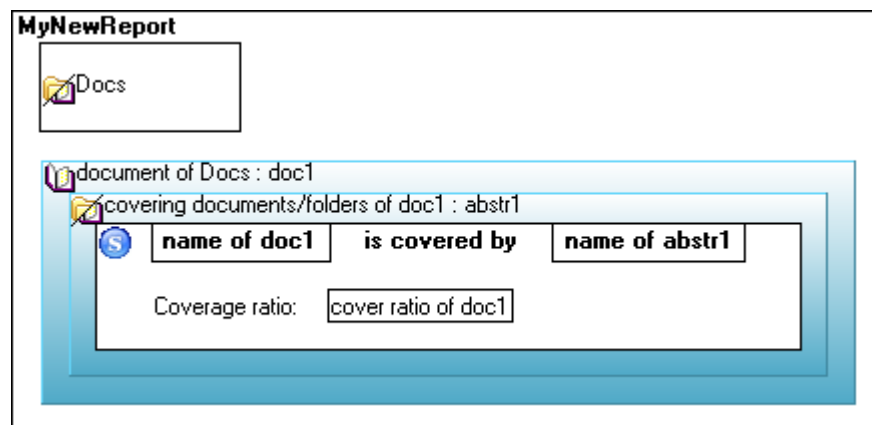 MyNewReport
Docs
document of Docs : doc1
covering documents/folders of doc1 : abstr1
S name of doc1 is covered by name of abstr1
Coverage ratio: cover ratio of doc1